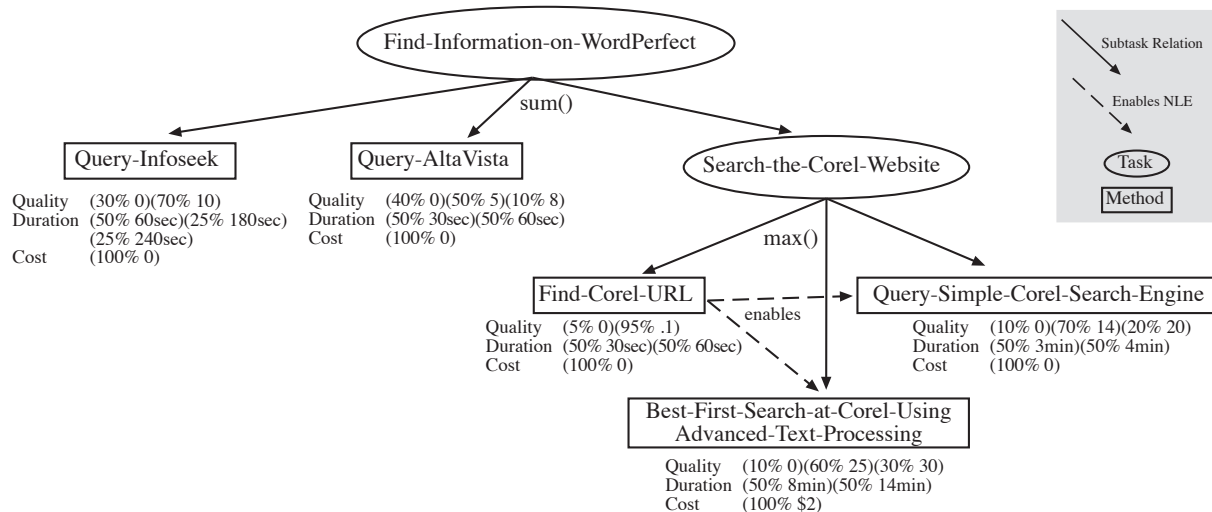 Find-Information-on-WordPerfect
Subtask Relation
Enables NLE
Task
Method
sum()
Query-Infoseek
Quality (30% 0)(70% 10)
Duration (50% 60sec)(25% 180sec)
(25% 240sec)
Cost (100% 0)
Query-AltaVista
Quality (40% 0)(50% 5)(10% 8)
Duration (50% 30sec)(50% 60sec)
Cost (100% 0)
Search-the-Corel-Website
max()
Find-Corel-URL
Quality (5% 0)(95% .1)
Duration (50% 30sec)(50% 60sec)
Cost (100% 0)
enables
Query-Simple-Corel-Search-Engine
Quality (10% 0)(70% 14)(20% 20)
Duration (50% 3min)(50% 4min)
Cost (100% 0)
Best-First-Search-at-Corel-Using
Advanced-Text-Processing
Quality (10% 0)(60% 25)(30% 30)
Duration (50% 8min)(50% 14min)
Cost (100% $2)